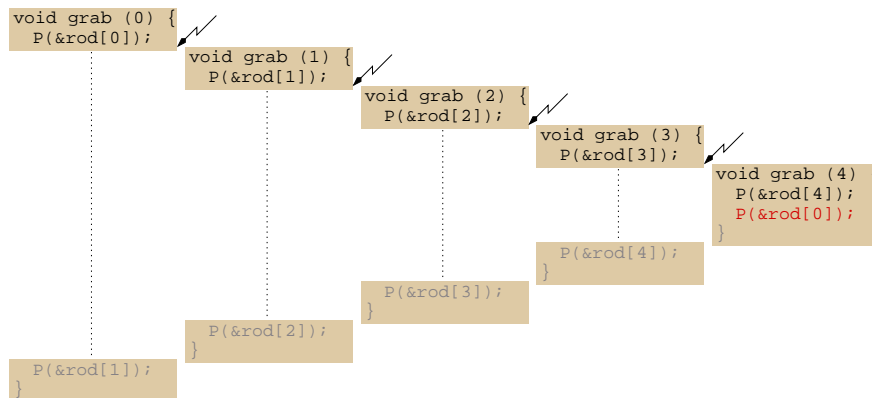 void grab (0) {
P(&rod[0]);
void grab (1) {
P(&rod[1]);
void grab (2) {
P(&rod[2]);
void grab (3) {
P(&rod[3]);
void grab (4)
P(&rod[4]);
P(&rod[0]);
}
P(&rod[4]);
}
P(&rod[3]);
}
P(&rod[2]);
}
P(&rod[1]);
}